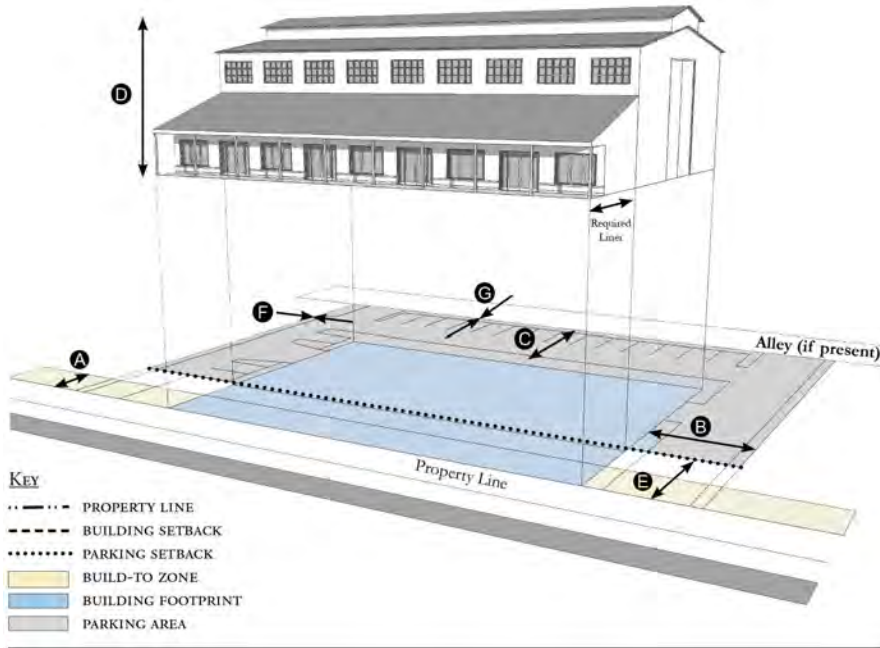 D
Required
Lines
G
F
C
Alley (if present)
A
B
E
Property Line
KEY
PROPERTY LINE
BUILDING SETBACK
PARKING SETBACK
BUILD-TO ZONE
BUILDING FOOTPRINT
PARKING AREA